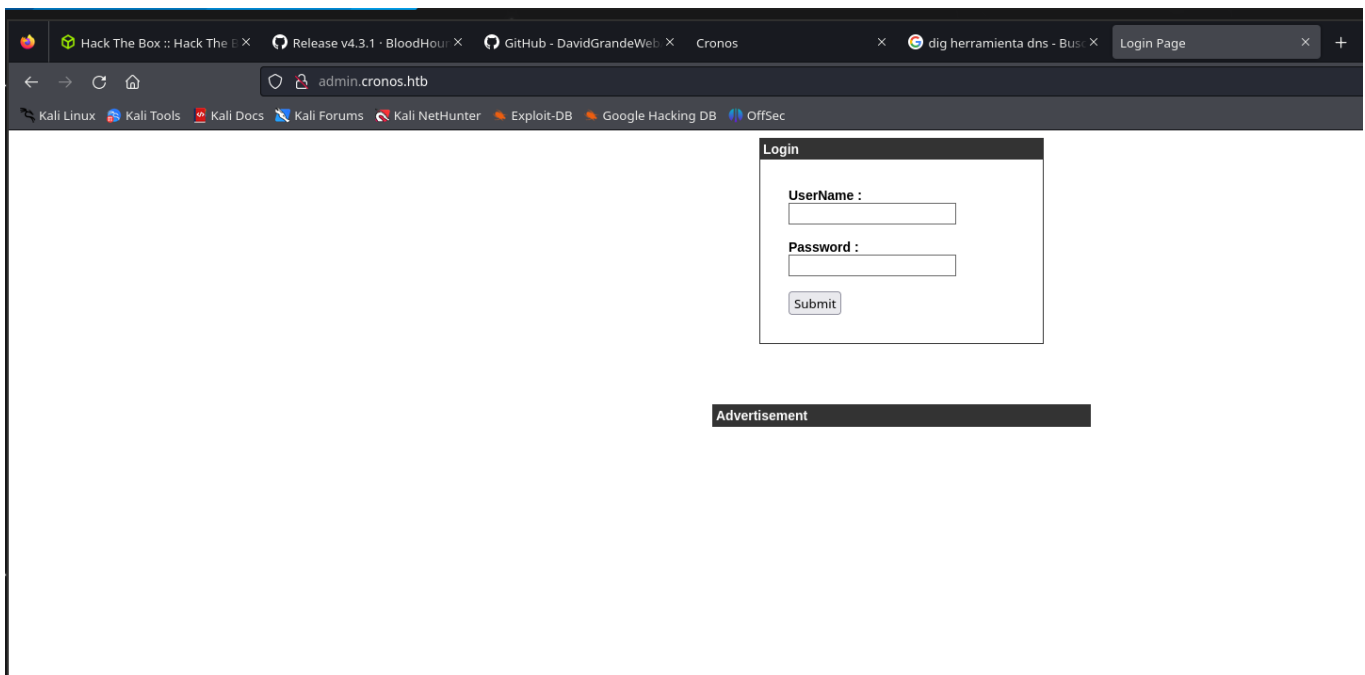 Hack The Box :: Hack The B
Release v4.3.1 · BloodHour
GitHub - DavidGrandeWeb
Cronos
dig herramienta dns - Busc
Login Page
admin.cronos.htb
Kali Linux
Kali Tools
Kali Docs
Kali Forums
Kali NetHunter
Exploit-DB
Google Hacking DB
OffSec
Login
UserName :
Password :
Submit
Advertisement